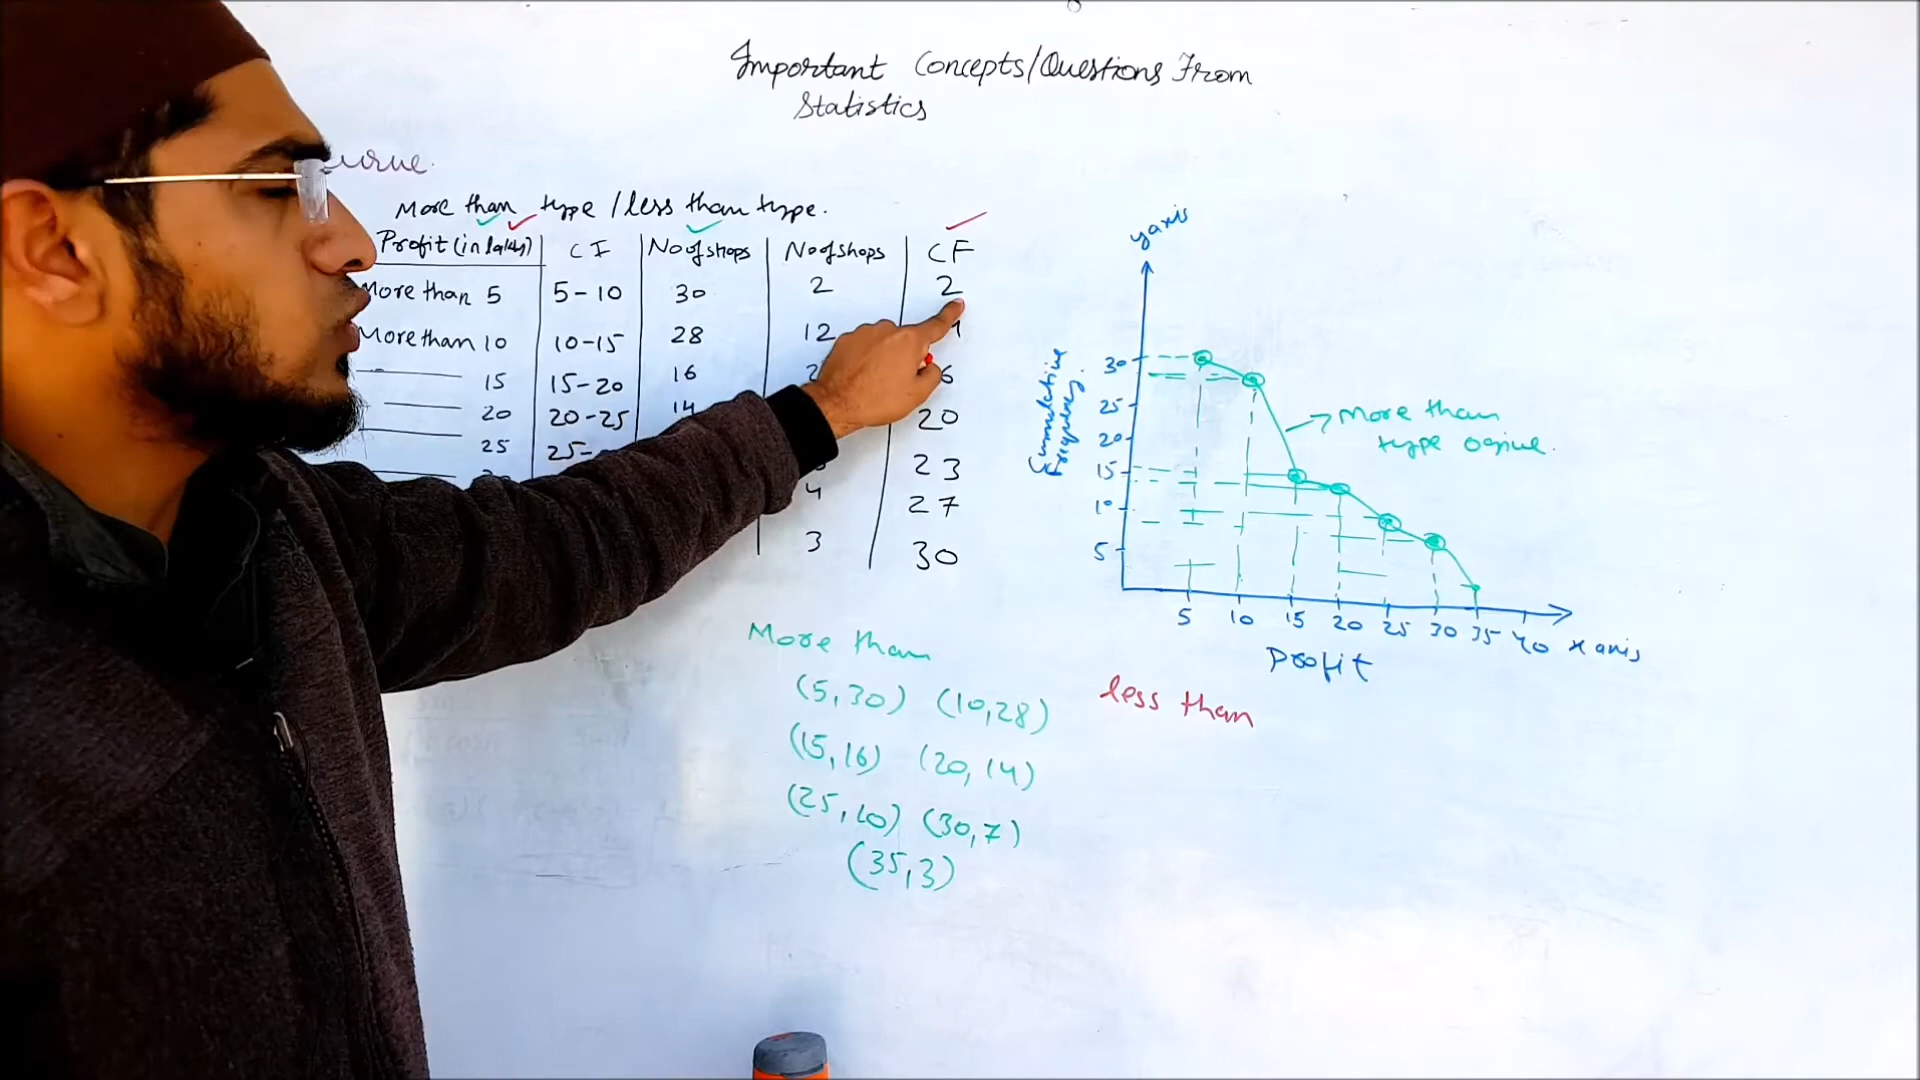 Important Concepts/Questions From
Statistics
urve.
More than type / less than type.
Profit (in lakhs) CI No of shops No of shops CF
More than 5 5-10 30 2 2
More than 10 10-15 28 12
15 15-20 16 2 6
20 20-25 14 20
25 25- 23
4 27
3 30
y axis
Cumulative
Frequency.
30
25
20
15
10
5
5 10 15 20 25 30 35 40 x axis
Profit
More than
type ogive.
More than
(5,30) (10,28)
(15,16) (20,14)
(25,10) (30,7)
(35,3)
less than